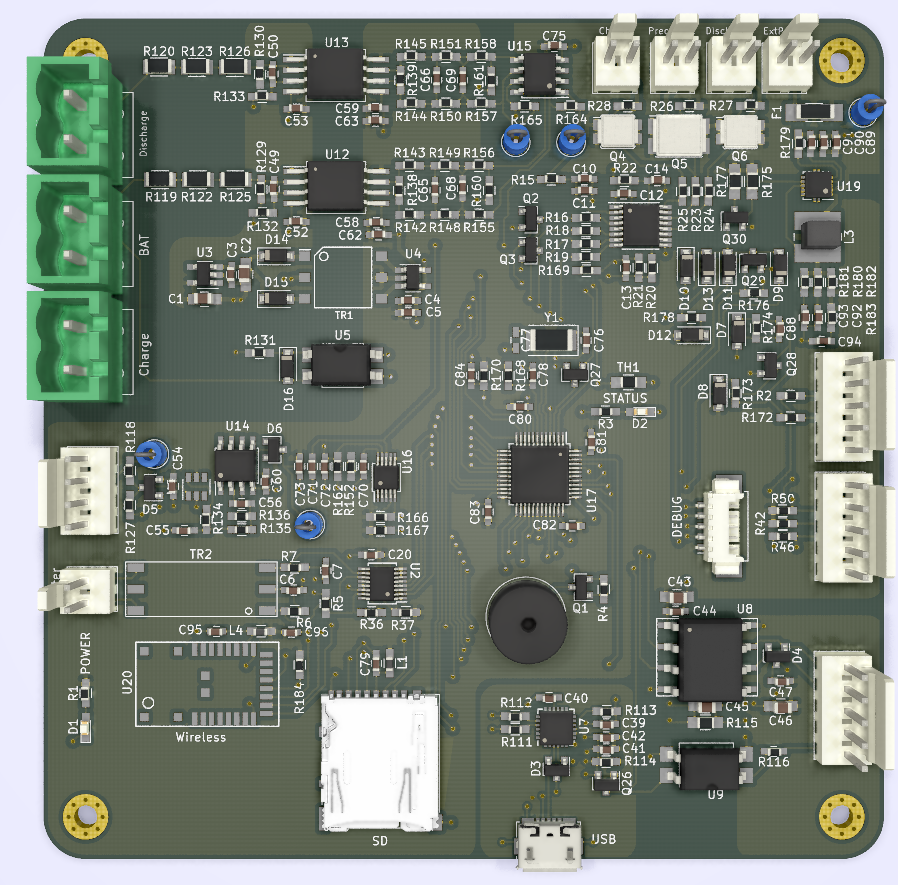 R120 R123 R126
R130
C50
U13
R145 R151 R158
R139
C66
C69
R161
U15
C75
R28
R26
R27
F1
R133
C53
C59
C63
R144 R150 R157
R165
R164
Q4
Q5
Q6
R179
C90
C89
Discharge
R129
C49
U12
R143 R149 R156
R138
C65
C68
R160
R15
C10
R22
C14
C12
R177
R175
U19
R119 R122 R125
R132
C52
C58
C62
R142 R148 R155
Q2
C11
R16
R18
R17
R19
R169
Q3
R25
R23
R24
Q30
L3
BAT
U3
C3
C2
D14
D15
TR1
U4
C4
C5
C1
C13
R21
R20
D10
D13
D11
Q29
D9
R176
R181
R180
R182
Charge
R131
D16
U5
Y1
C77
C76
R178
D12
D7
R174
C88
C93
C92
R183
C94
C84
R170
R168
C78
Q27
TH1
STATUS
D8
R173
Q28
R2
R172
C80
R3
D2
R118
C54
U14
D6
C81
D5
C60
C73
C71
C72
R162
R152
C70
U16
U17
DEBUG
R50
R42
R46
R127
C55
R134
C56
R136
R135
R166
R167
C83
C82
TR2
R7
C6
C7
C20
U2
R5
R6
R36 R37
Q1
R4
C43
C44
U8
C95 L4
C96
POWER
U20
R184
C79
L1
D4
C47
C46
R1
D1
Wireless
R112
C40
R113
C39
C42
C41
R114
R111
U7
C45
R115
D3
Q26
U9
R116
SD
USB